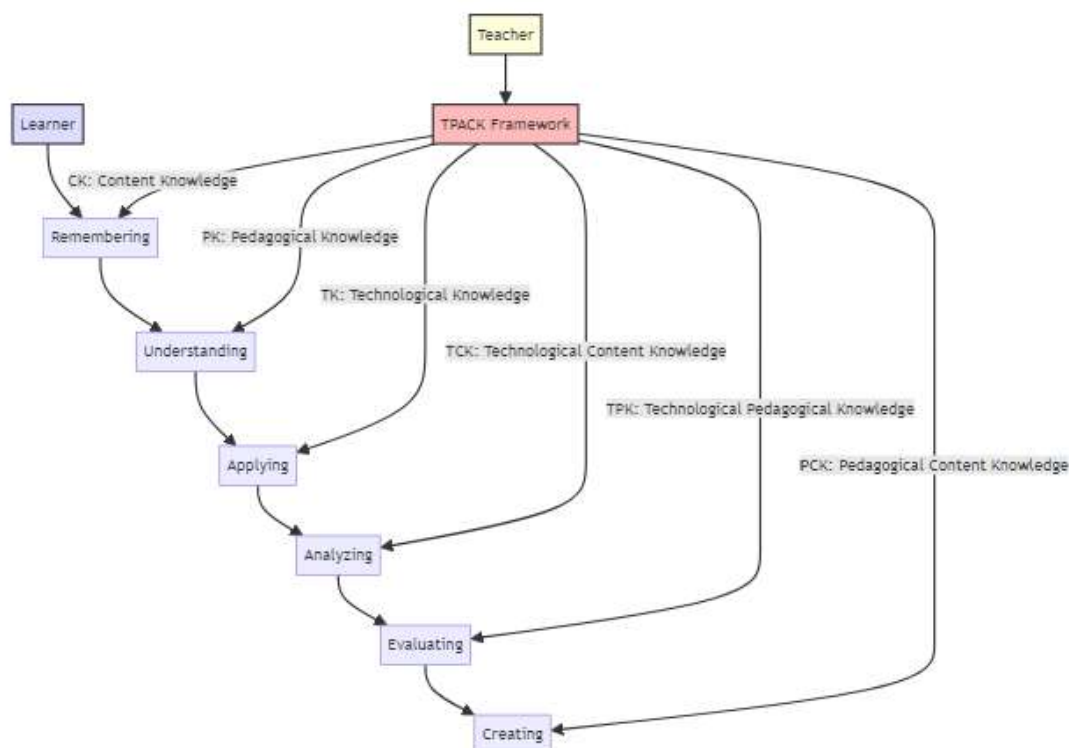 Teacher
Learner
TPACK Framework
CK: Content Knowledge
Remembering
PK: Pedagogical Knowledge
TK: Technological Knowledge
Understanding
TCK: Technological Content Knowledge
TPK: Technological Pedagogical Knowledge
Applying
PCK: Pedagogical Content Knowledge
Analyzing
Evaluating
Creating